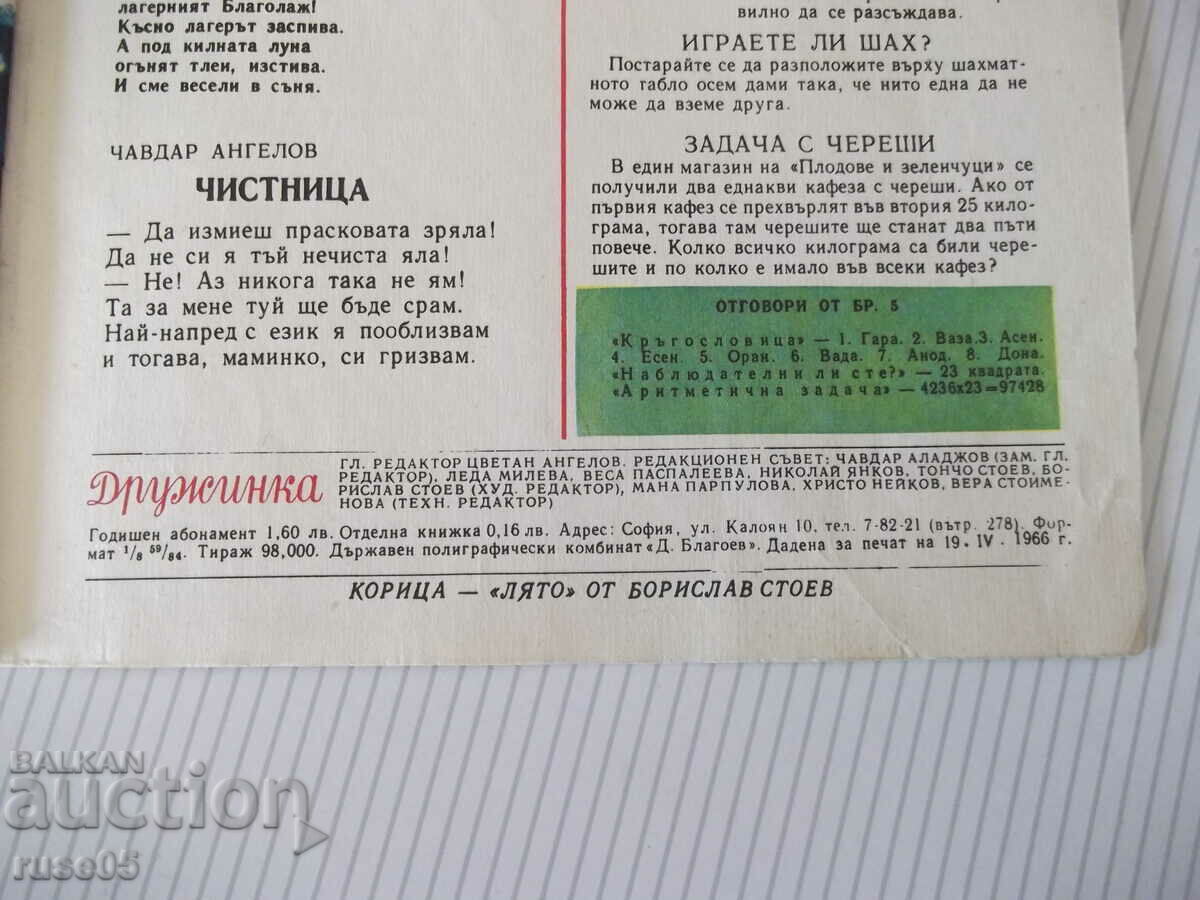 лагерният Благолаж!
Късно лагерът заспива.
А под килната луна
огънят тлеи, изстива.
И сме весели в съня.
ЧАВДАР АНГЕЛОВ
ЧИСТНИЦА
— Да измиеш прасковата зряла!
Да не си я тъй нечиста яла!
— Не! Аз никога така не ям!
Та за мене туй ще бъде срам.
Най-напред с език я пооблизвам
и тогава, маминко, си гризвам.
вилно да се разсъждава.
ИГРАЕТЕ ЛИ ШАХ?
Постарайте се да разположите върху шахмат-
ното табло осем дами така, че нито една да не
може да вземе друга.
ЗАДАЧА С ЧЕРЕШИ
В един магазин на «Плодове и зеленчуци» се
получили два еднакви кафеза с череши. Ако от
първия кафез се прехвърлят във втория 25 кило-
грама, тогава там черешите ще станат два пъти
повече. Колко всичко килограма са били чере-
шите и по колко е имало във всеки кафез?
ОТГОВОРИ ОТ БР. 5
«Кръгословица» — 1. Гара. 2. Ваза. 3. Асен.
4. Есен. 5. Оран. 6. Вада. 7. Анод. 8. Дона.
«Наблюдателни ли сте?» — 23 квадрата.
«Аритметична задача» — 4236x23=97428
Дружинка
ГЛ. РЕДАКТОР ЦВЕТАН АНГЕЛОВ. РЕДАКЦИОНЕН СЪВЕТ: ЧАВДАР АЛАДЖОВ (ЗАМ. ГЛ.
РЕДАКТОР), ЛЕДА МИЛЕВА, ВЕСА ПАСПАЛЕЕВА, НИКОЛАЙ ЯНКОВ, ТОНЧО СТОЕВ, БО-
РИСЛАВ СТОЕВ (ХУД. РЕДАКТОР), МАНА ПАРПУЛОВА, ХРИСТО НЕЙКОВ, ВЕРА СТОИМЕ-
НОВА (ТЕХН. РЕДАКТОР)
Годишен абонамент 1,60 лв. Отделна книжка 0,16 лв. Адрес: София, ул. Калоян 10, тел. 7-82-21 (вътр. 278). Фор-
мат 1/8 59/84. Тираж 98,000. Държавен полиграфически комбинат «Д. Благоев». Дадена за печат на 19. IV. 1966 г.
КОРИЦА — «ЛЯТО» ОТ БОРИСЛАВ СТОЕВ
BALKAN
auction
ruse05